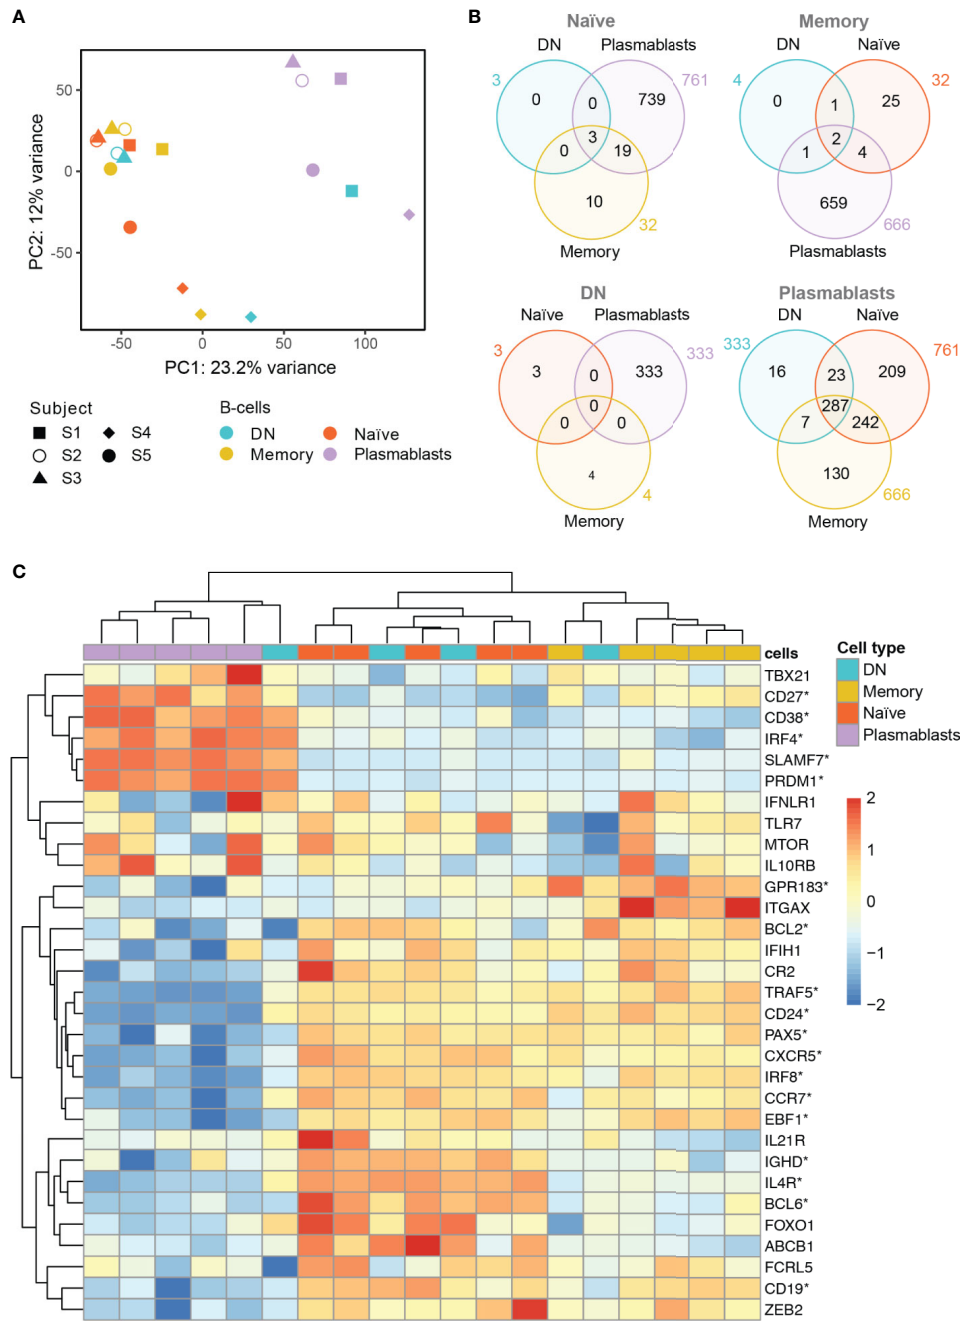 A
PC2: 12% variance
50
0
-50
-50
0
50
100
PC1: 23.2% variance
Subject
S1
S4
S2
S5
S3
B-cells
DN
Naïve
Memory
Plasmablasts
B
Naïve
DN
Plasmablasts
3
761
0
0
739
3
0
19
10
32
Memory
Memory
DN
Naïve
4
32
0
1
25
2
1
4
659
666
Plasmablasts
DN
Naïve
Plasmablasts
3
333
3
0
333
0
0
0
4
4
Memory
Plasmablasts
DN
Naïve
333
761
16
23
209
287
7
242
130
666
Memory
C
cells
TBX21
CD27*
CD38*
IRF4*
SLAMF7*
PRDM1*
IFNLR1
TLR7
MTOR
IL10RB
GPR183*
ITGAX
BCL2*
IFIH1
CR2
TRAF5*
CD24*
PAX5*
CXCR5*
IRF8*
CCR7*
EBF1*
IL21R
IGHD*
IL4R*
BCL6*
FOXO1
ABCB1
FCRL5
CD19*
ZEB2
Cell type
DN
Memory
Naïve
Plasmablasts
2
1
0
−1
−2